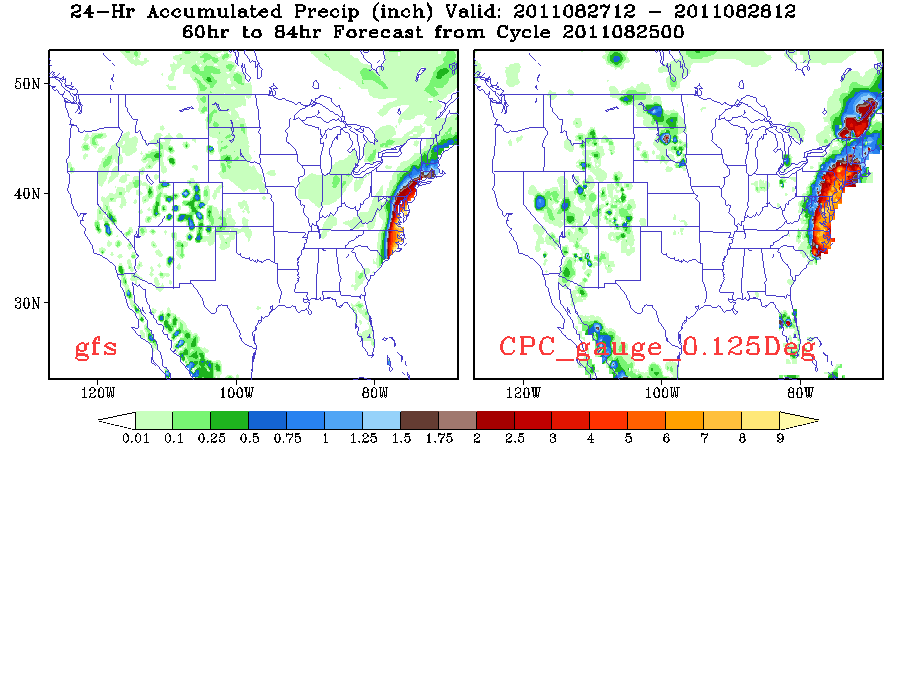 24-Hr Accumulated Precip (inch) Valid: 2011082712 - 2011082812
60hr to 84hr Forecast from Cycle 2011082500
50N
40N
30N
gfs
CPC_gauge_0.125Deg
120W 100W 80W 120W 100W 80W
0.01 0.1 0.25 0.5 0.75 1 1.25 1.5 1.75 2 2.5 3 4 5 6 7 8 9